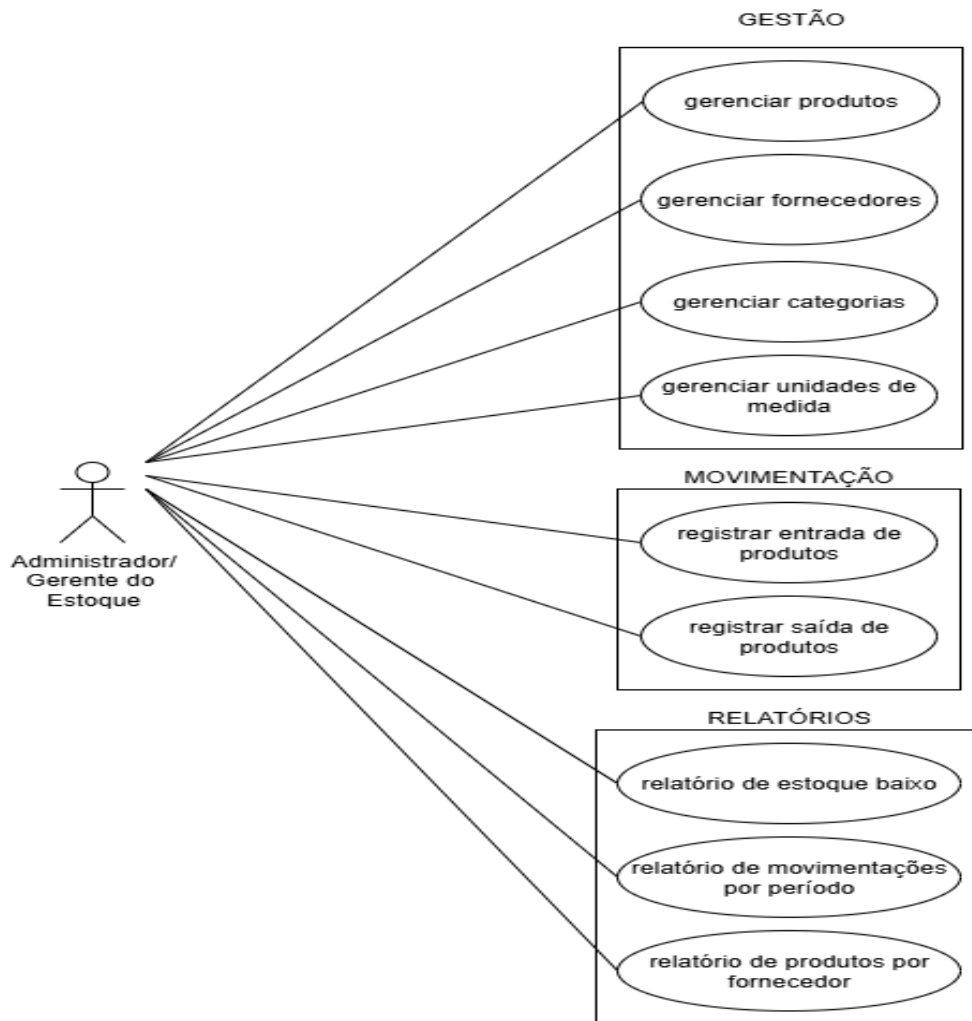 GESTÃO
gerenciar produtos
gerenciar fornecedores
gerenciar categorias
gerenciar unidades de
medida
Administrador/
Gerente do
Estoque
MOVIMENTAÇÃO
registrar entrada de
produtos
registrar saída de
produtos
RELATÓRIOS
relatório de estoque baixo
relatório de movimentações
por período
relatório de produtos por
fornecedor